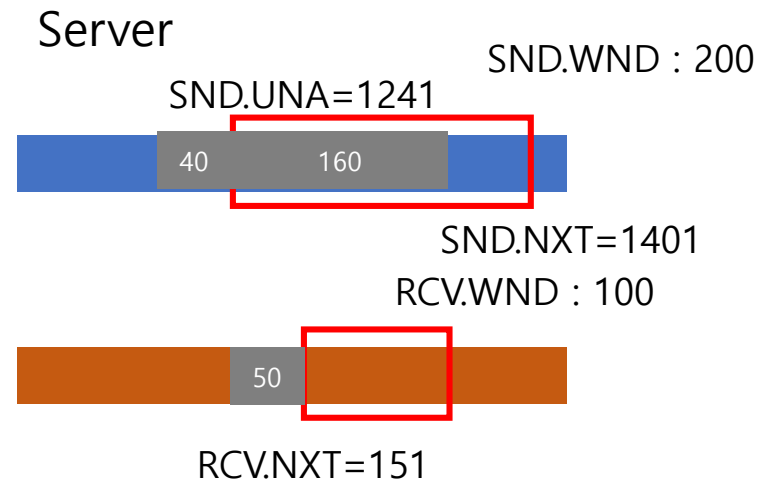 Server
SND.WND : 200
SND.UNA=1241
40 160
SND.NXT=1401
RCV.WND : 100
50
RCV.NXT=151